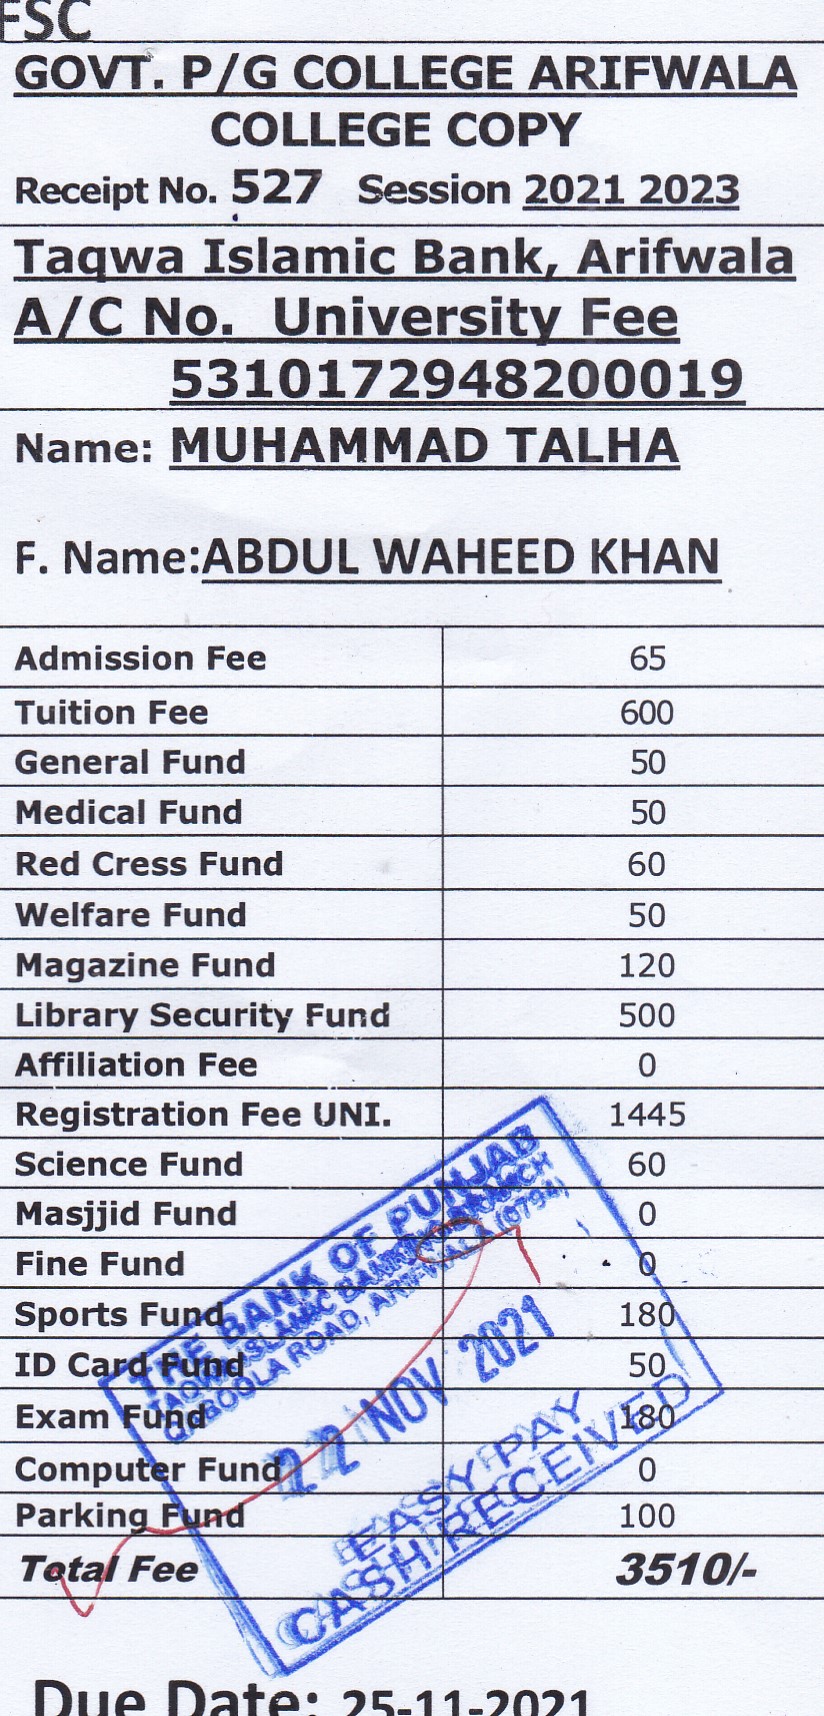 FSC
GOVT. P/G COLLEGE ARIFWALA
COLLEGE COPY
Receipt No. 527 Session 2021 2023
Taqwa Islamic Bank, Arifwala
A/C No. University Fee
5310172948200019
Name: MUHAMMAD TALHA
F. Name:ABDUL WAHEED KHAN
Admission Fee 65
Tuition Fee 600
General Fund 50
Medical Fund 50
Red Cress Fund 60
Welfare Fund 50
Magazine Fund 120
Library Security Fund 500
Affiliation Fee 0
Registration Fee UNI. 1445
Science Fund 60
Masjjid Fund 0
Fine Fund 0
Sports Fund 180
ID Card Fund 50
Exam Fund 180
Computer Fund 0
Parking Fund 100
Total Fee 3510/-
THE BANK OF PUNJAB
TAQWA ISLAMIC BANKING BRANCH
QABOOLA ROAD, ARIFWALA (0794)
22 NOV 2021
EASY PAY
CASH RECEIVED
Due Date: 25-11-2021